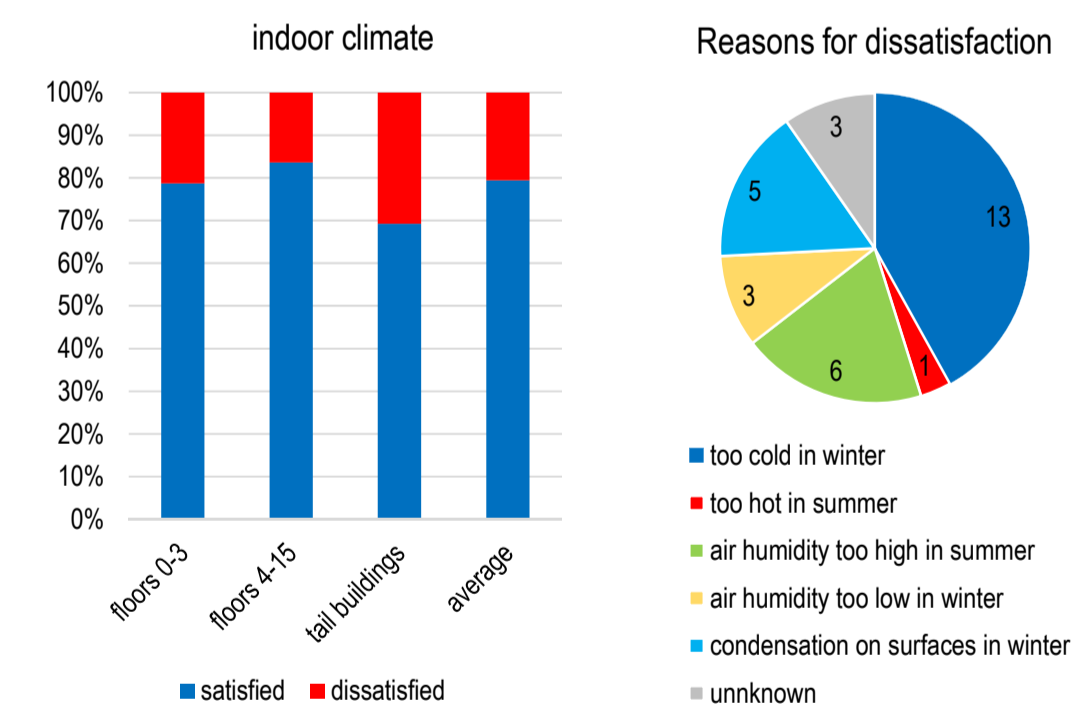 indoor climate
100%
90%
80%
70%
60%
50%
40%
30%
20%
10%
0%
floors 0-3
floors 4-15
tail buildings
average
satisfied
dissatisfied
Reasons for dissatisfaction
13
1
6
3
5
3
too cold in winter
too hot in summer
air humidity too high in summer
air humidity too low in winter
condensation on surfaces in winter
unnknown